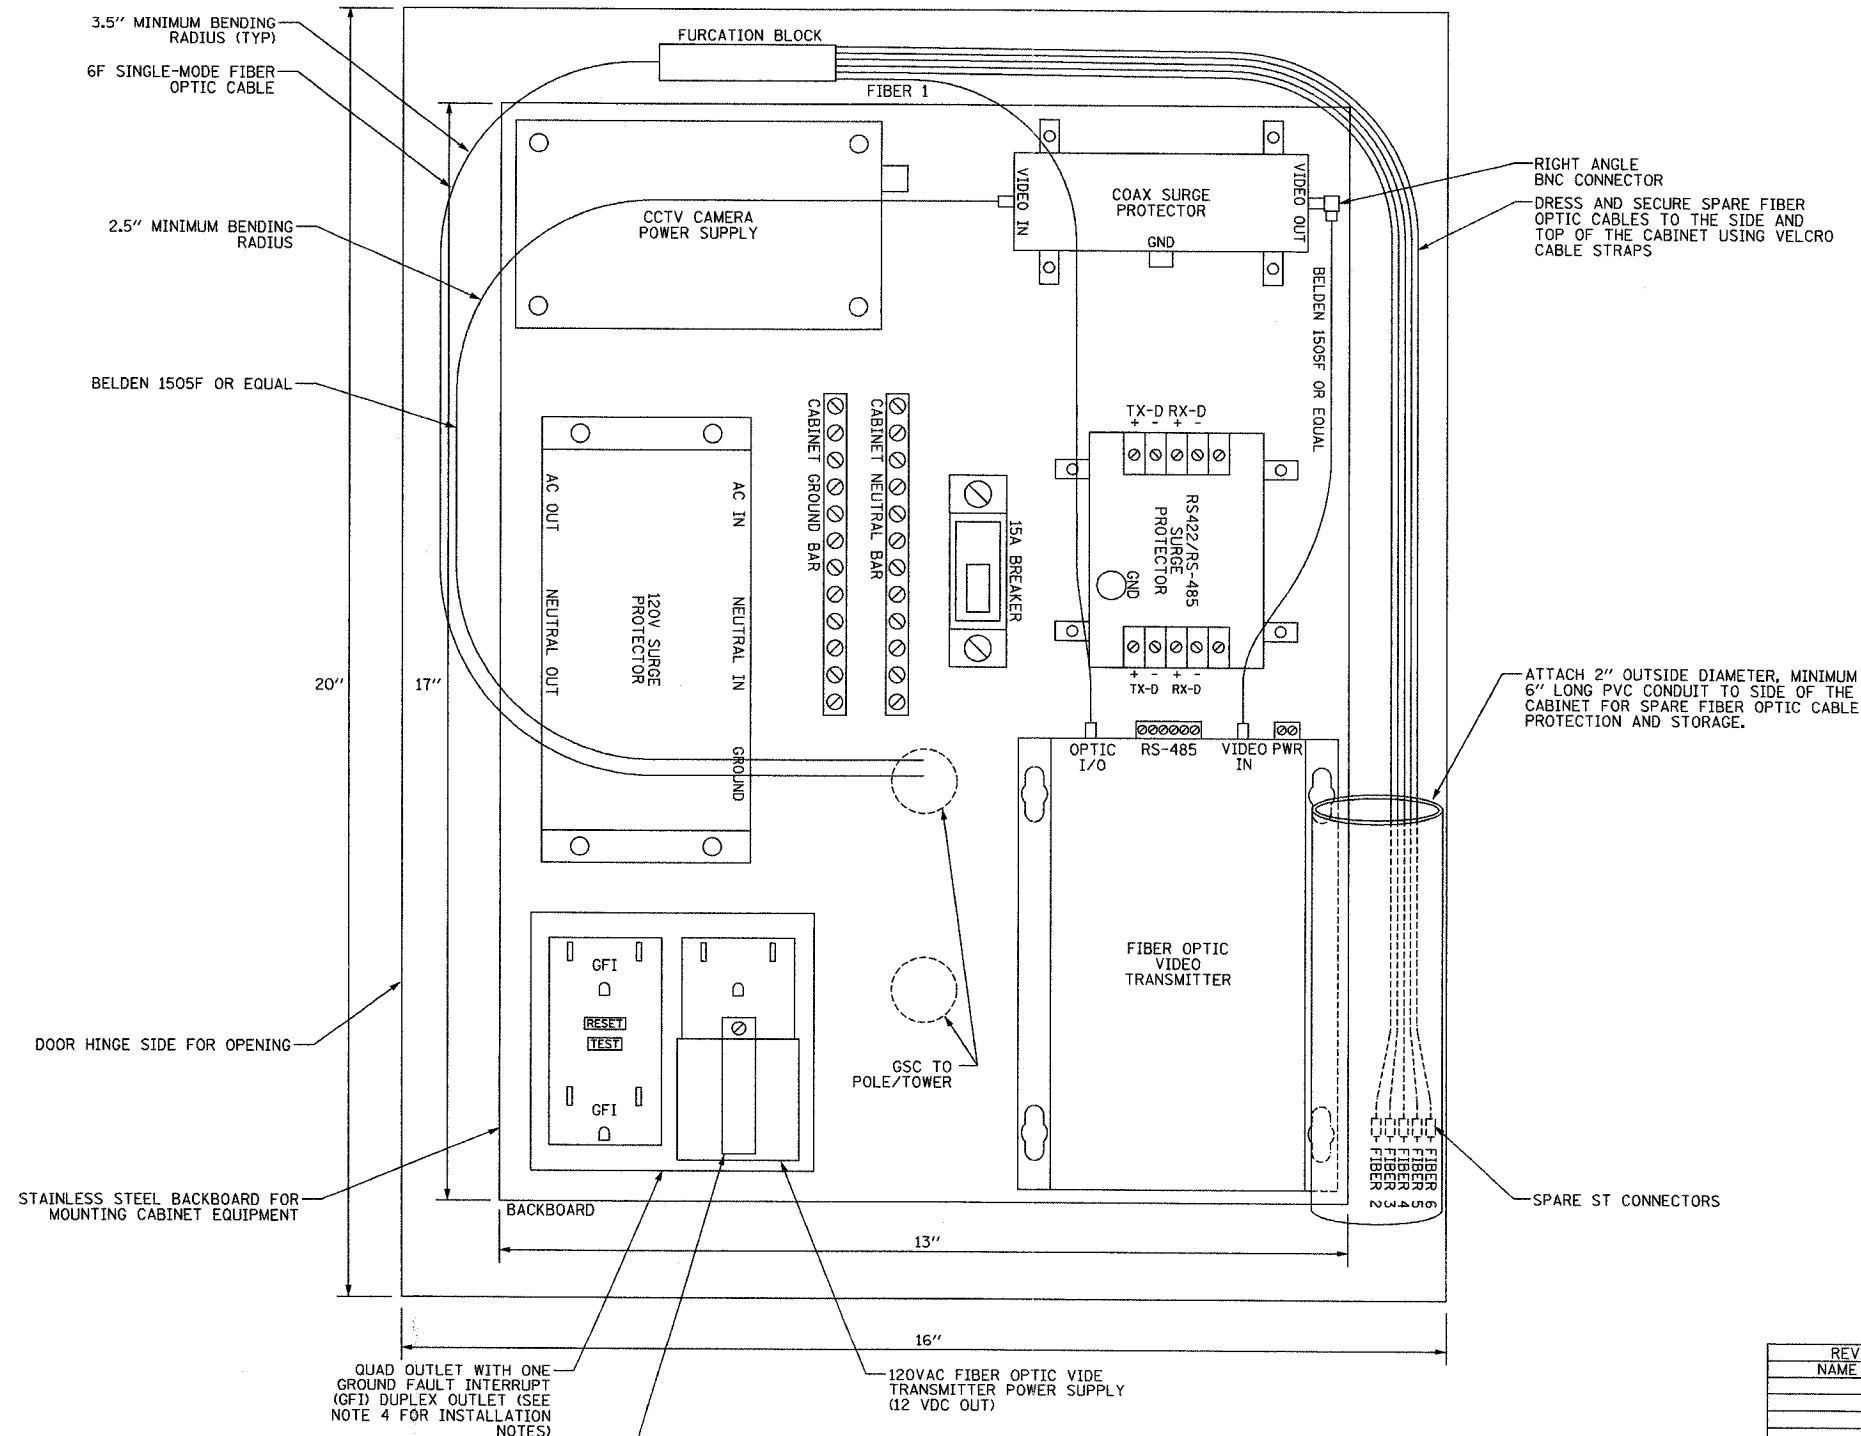 3.5" MINIMUM BENDING
RADIUS (TYP)
6F SINGLE-MODE FIBER
OPTIC CABLE
2.5" MINIMUM BENDING
RADIUS
BELDEN 1505F OR EQUAL
20"
17"
DOOR HINGE SIDE FOR OPENING
STAINLESS STEEL BACKBOARD FOR
MOUNTING CABINET EQUIPMENT
FURCATION BLOCK
FIBER 1
CCTV CAMERA
POWER SUPPLY
VIDEO IN
COAX SURGE
PROTECTOR
GND
VIDEO OUT
RIGHT ANGLE
BNC CONNECTOR
DRESS AND SECURE SPARE FIBER
OPTIC CABLES TO THE SIDE AND
TOP OF THE CABINET USING VELCRO
CABLE STRAPS
BELDEN 1505F OR EQUAL
AC OUT
NEUTRAL OUT
120V SURGE
PROTECTOR
AC IN
NEUTRAL IN
GROUND
CABINET GROUND BAR
CABINET NEUTRAL BAR
15A BREAKER
TX-D RX-D
+ - + -
RS422/RS-485
SURGE
PROTECTOR
GND
+ - + -
TX-D RX-D
OPTIC
I/O
RS-485
VIDEO
IN
PWR
ATTACH 2" OUTSIDE DIAMETER, MINIMUM
6" LONG PVC CONDUIT TO SIDE OF THE
CABINET FOR SPARE FIBER OPTIC CABLE
PROTECTION AND STORAGE.
FIBER OPTIC
VIDEO
TRANSMITTER
GFI
RESET
TEST
GFI
GSC TO
POLE/TOWER
FIBER 2
FIBER 3
FIBER 4
FIBER 5
FIBER 6
SPARE ST CONNECTORS
BACKBOARD
13"
16"
QUAD OUTLET WITH ONE
GROUND FAULT INTERRUPT
(GFI) DUPLEX OUTLET (SEE
NOTE 4 FOR INSTALLATION
NOTES)
120VAC FIBER OPTIC VIDE
TRANSMITTER POWER SUPPLY
(12 VDC OUT)
REV
NAME